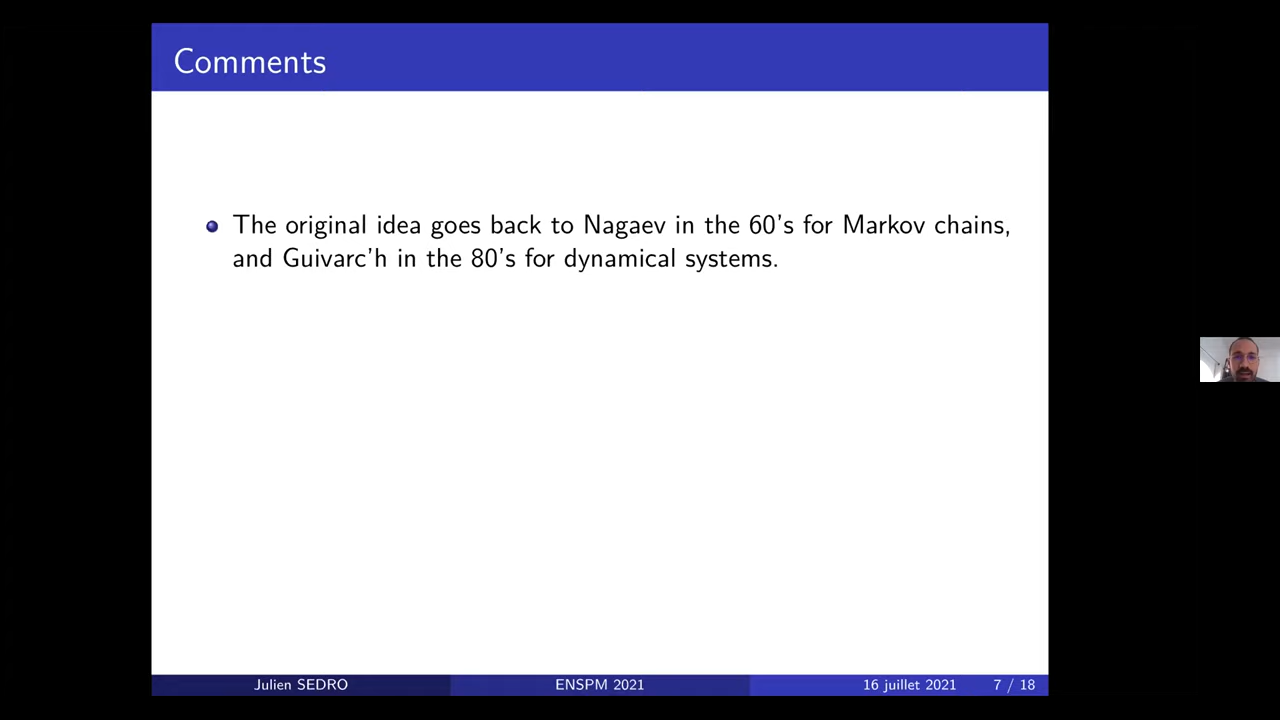 Comments
The original idea goes back to Nagaev in the 60's for Markov chains,
and Guivarc'h in the 80's for dynamical systems.
Julien SEDRO ENSPM 2021 16 juillet 2021 7 / 18